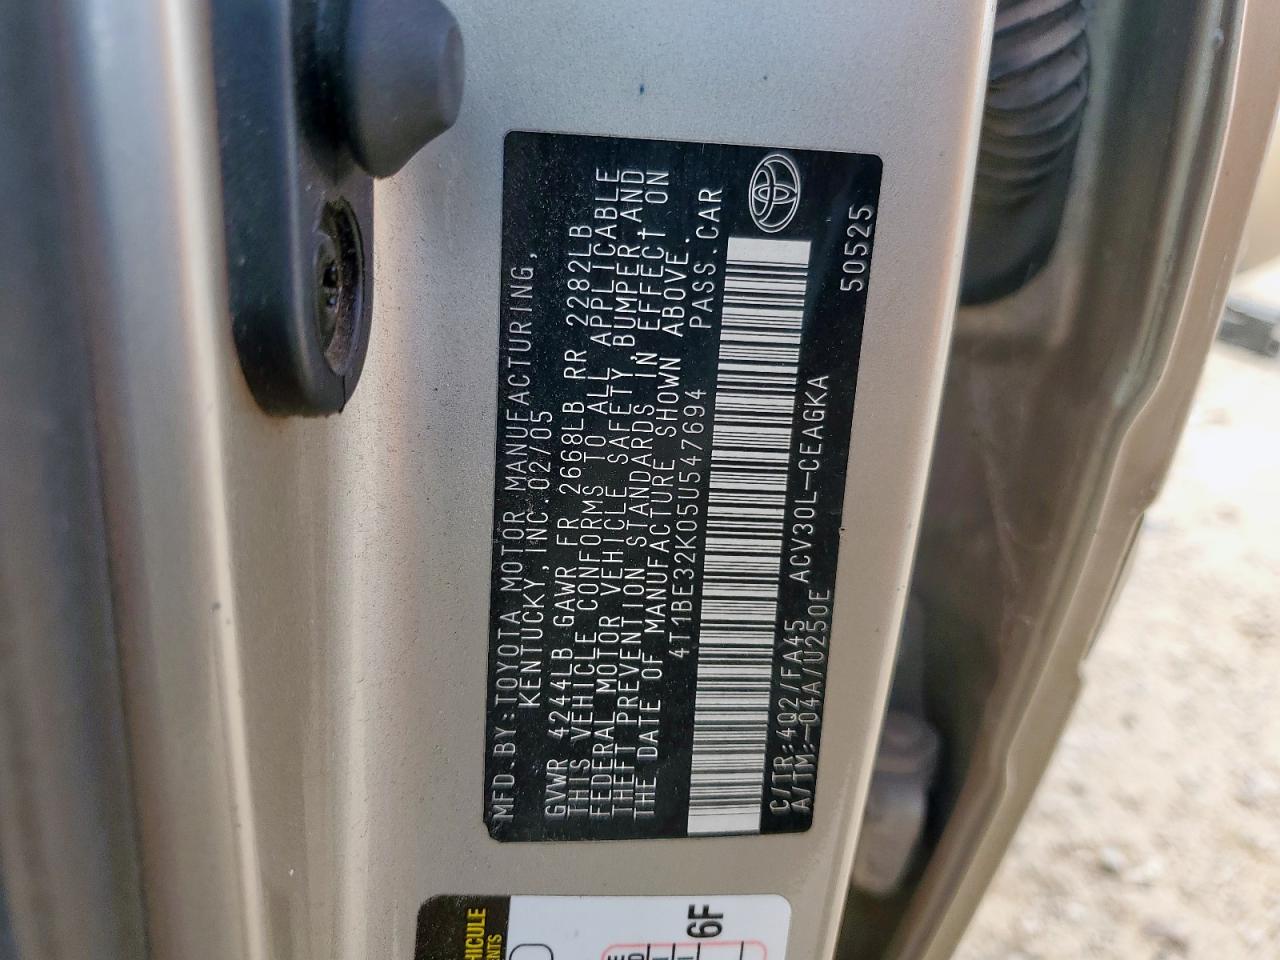 MFD.BY:TOYOTA MOTOR MANUFACTURING,
KENTUCKY,INC.02/05
GVWR 4244LB GAWR FR 2668LB RR 2282LB
THIS VEHICLE CONFORMS TO ALL APPLICABLE
FEDERAL MOTOR VEHICLE SAFETY,BUMPER,AND
THEFT PREVENTION STANDARDS IN EFFECT ON
THE DATE OF MANUFACTURE SHOWN ABOVE.
4T1BE32K05U547694 PASS.CAR
C/TR:4Q2/FA45
A/TM:-04A/U250E ACV30L-CEAGKA 50525
6F